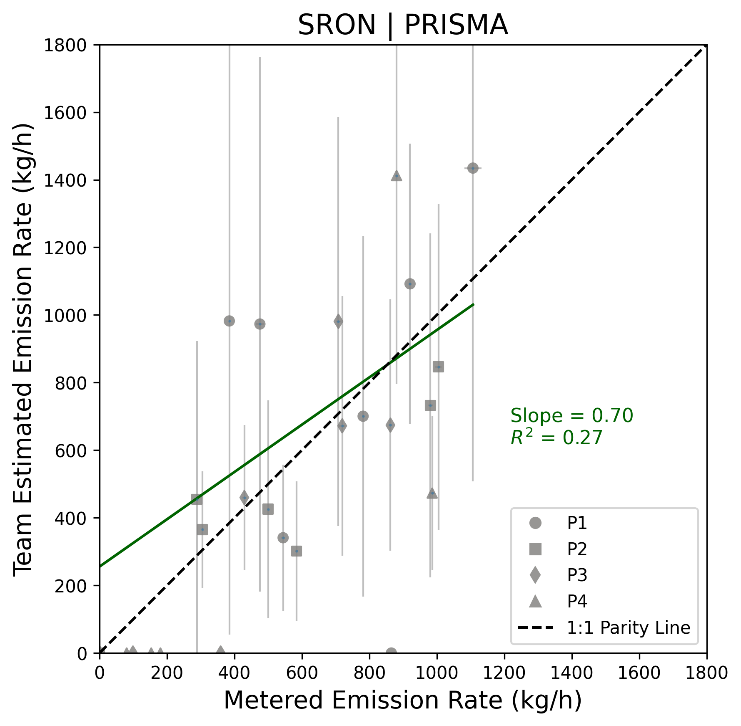 SRON | PRISMA
Team Estimated Emission Rate (kg/h)
1800
1600
1400
1200
1000
800
600
400
200
0
Slope = 0.70
R² = 0.27
P1
P2
P3
P4
1:1 Parity Line
0 200 400 600 800 1000 1200 1400 1600 1800
Metered Emission Rate (kg/h)